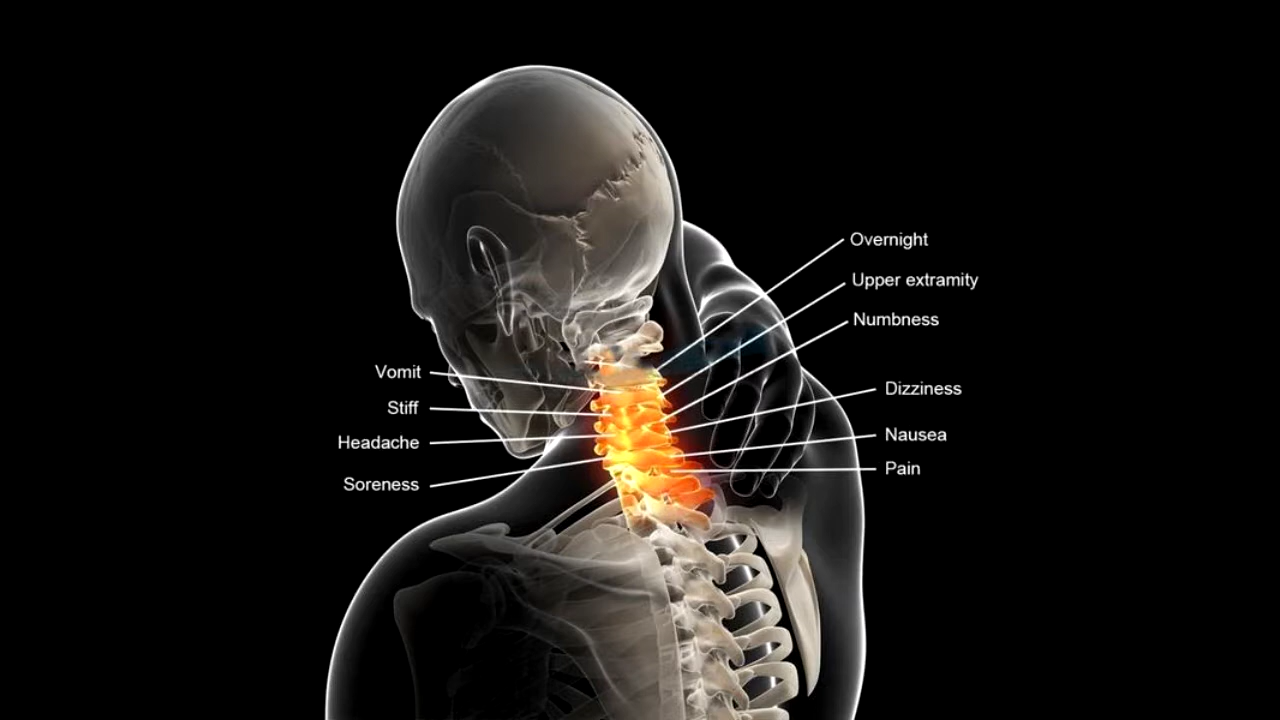 Overnight
Upper extramity
Numbness
Vomit
Stiff
Headache
Soreness
Dizziness
Nausea
Pain